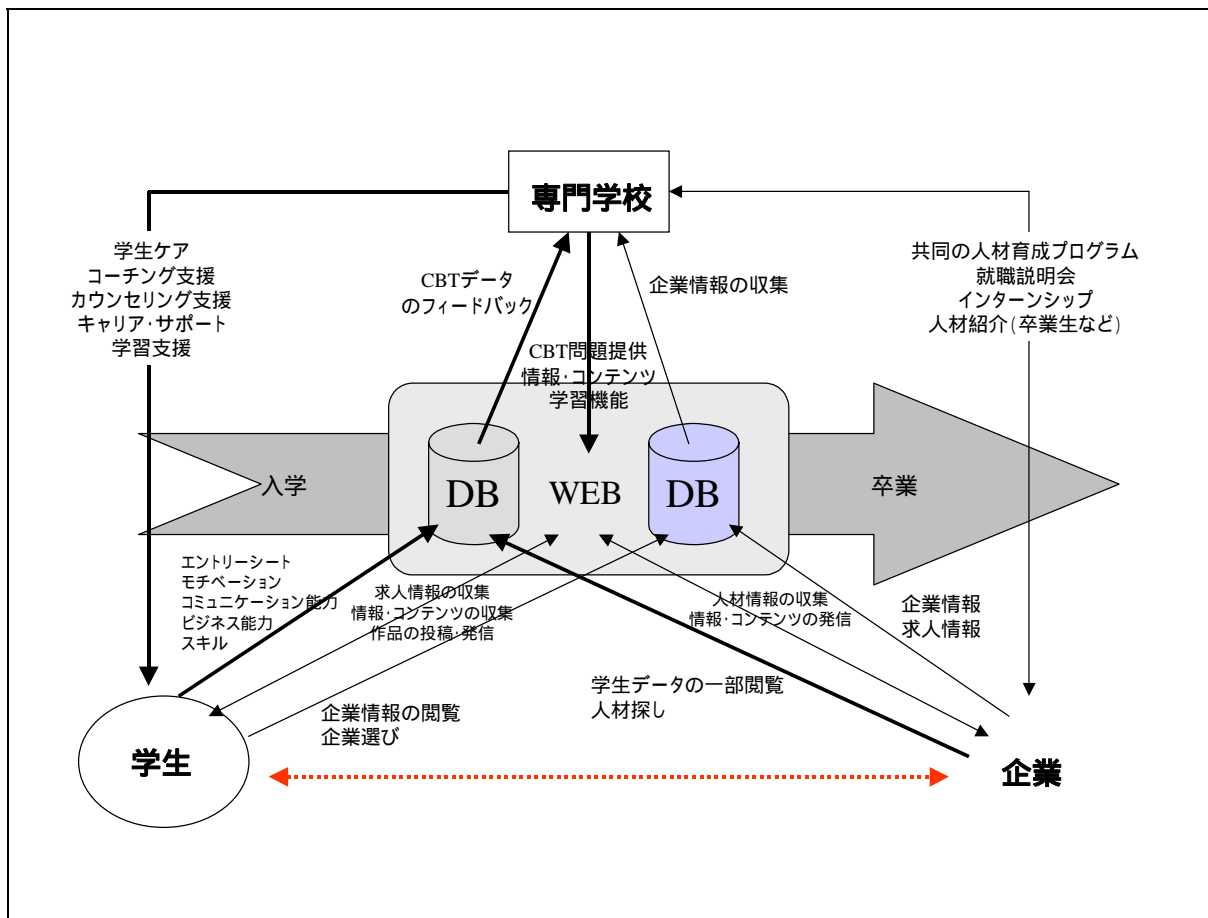 専門学校
学生ケア
コーチング支援
カウンセリング支援
キャリア・サポート
学習支援
CBTデータ
のフィードバック
企業情報の収集
共同の人材育成プログラム
就職説明会
インターンシップ
人材紹介(卒業生など)
CBT問題提供
情報・コンテンツ
学習機能
入学
DB
WEB
DB
卒業
エントリーシート
モチベーション
コミュニケーション能力
ビジネス能力
スキル
求人情報の収集
情報・コンテンツの収集
作品の投稿・発信
人材情報の収集
情報・コンテンツの発信
企業情報
求人情報
企業情報の閲覧
企業選び
学生データの一部閲覧
人材探し
学生
企業